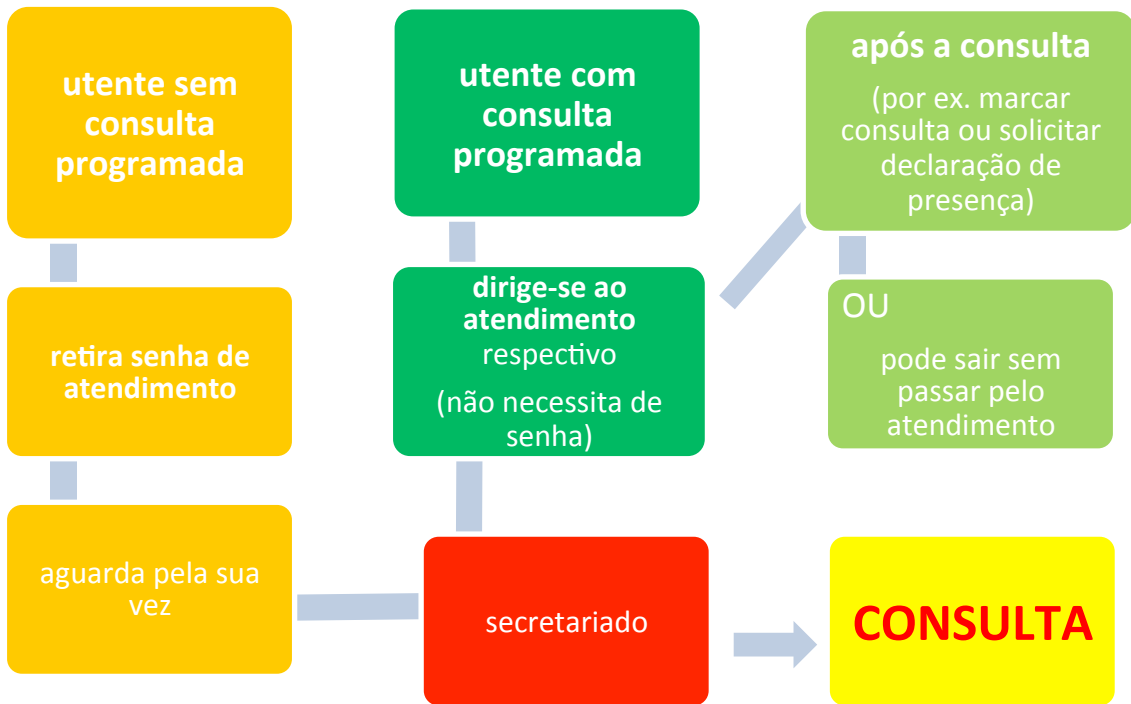 utente sem
consulta
programada
retira senha de
atendimento
aguarda pela sua
vez
utente com
consulta
programada
dirige-se ao
atendimento
respectivo
(não necessita de
senha)
secretariado
após a consulta
(por ex. marcar
consulta ou solicitar
declaração de
presença)
OU
pode sair sem
passar pelo
atendimento
CONSULTA